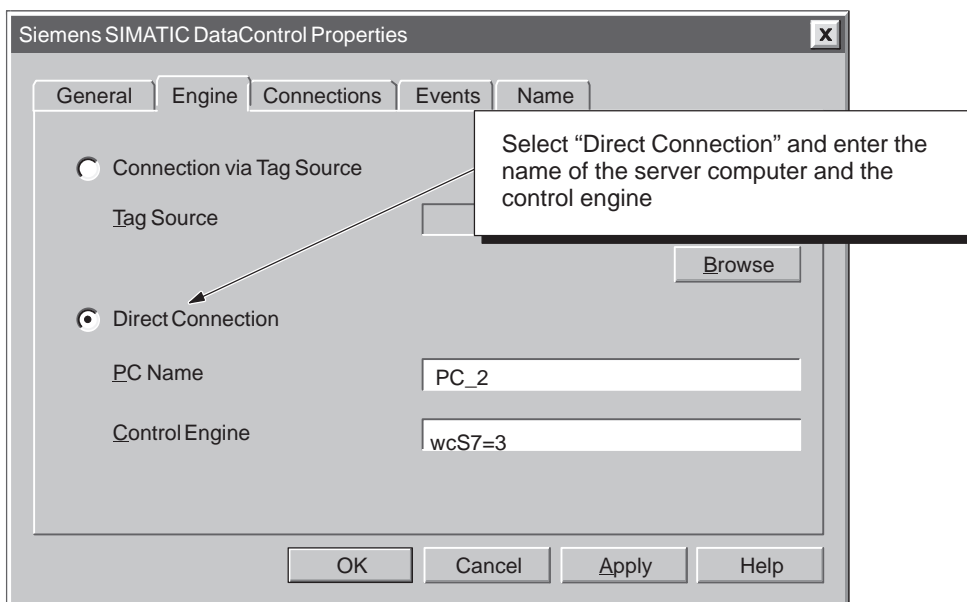 Siemens SIMATIC DataControl Properties
X
General Engine Connections Events Name
Select “Direct Connection” and enter the
name of the server computer and the
control engine
Connection via Tag Source
Tag Source
Browse
Direct Connection
PC Name
PC_2
Control Engine
wcS7=3
OK Cancel Apply Help